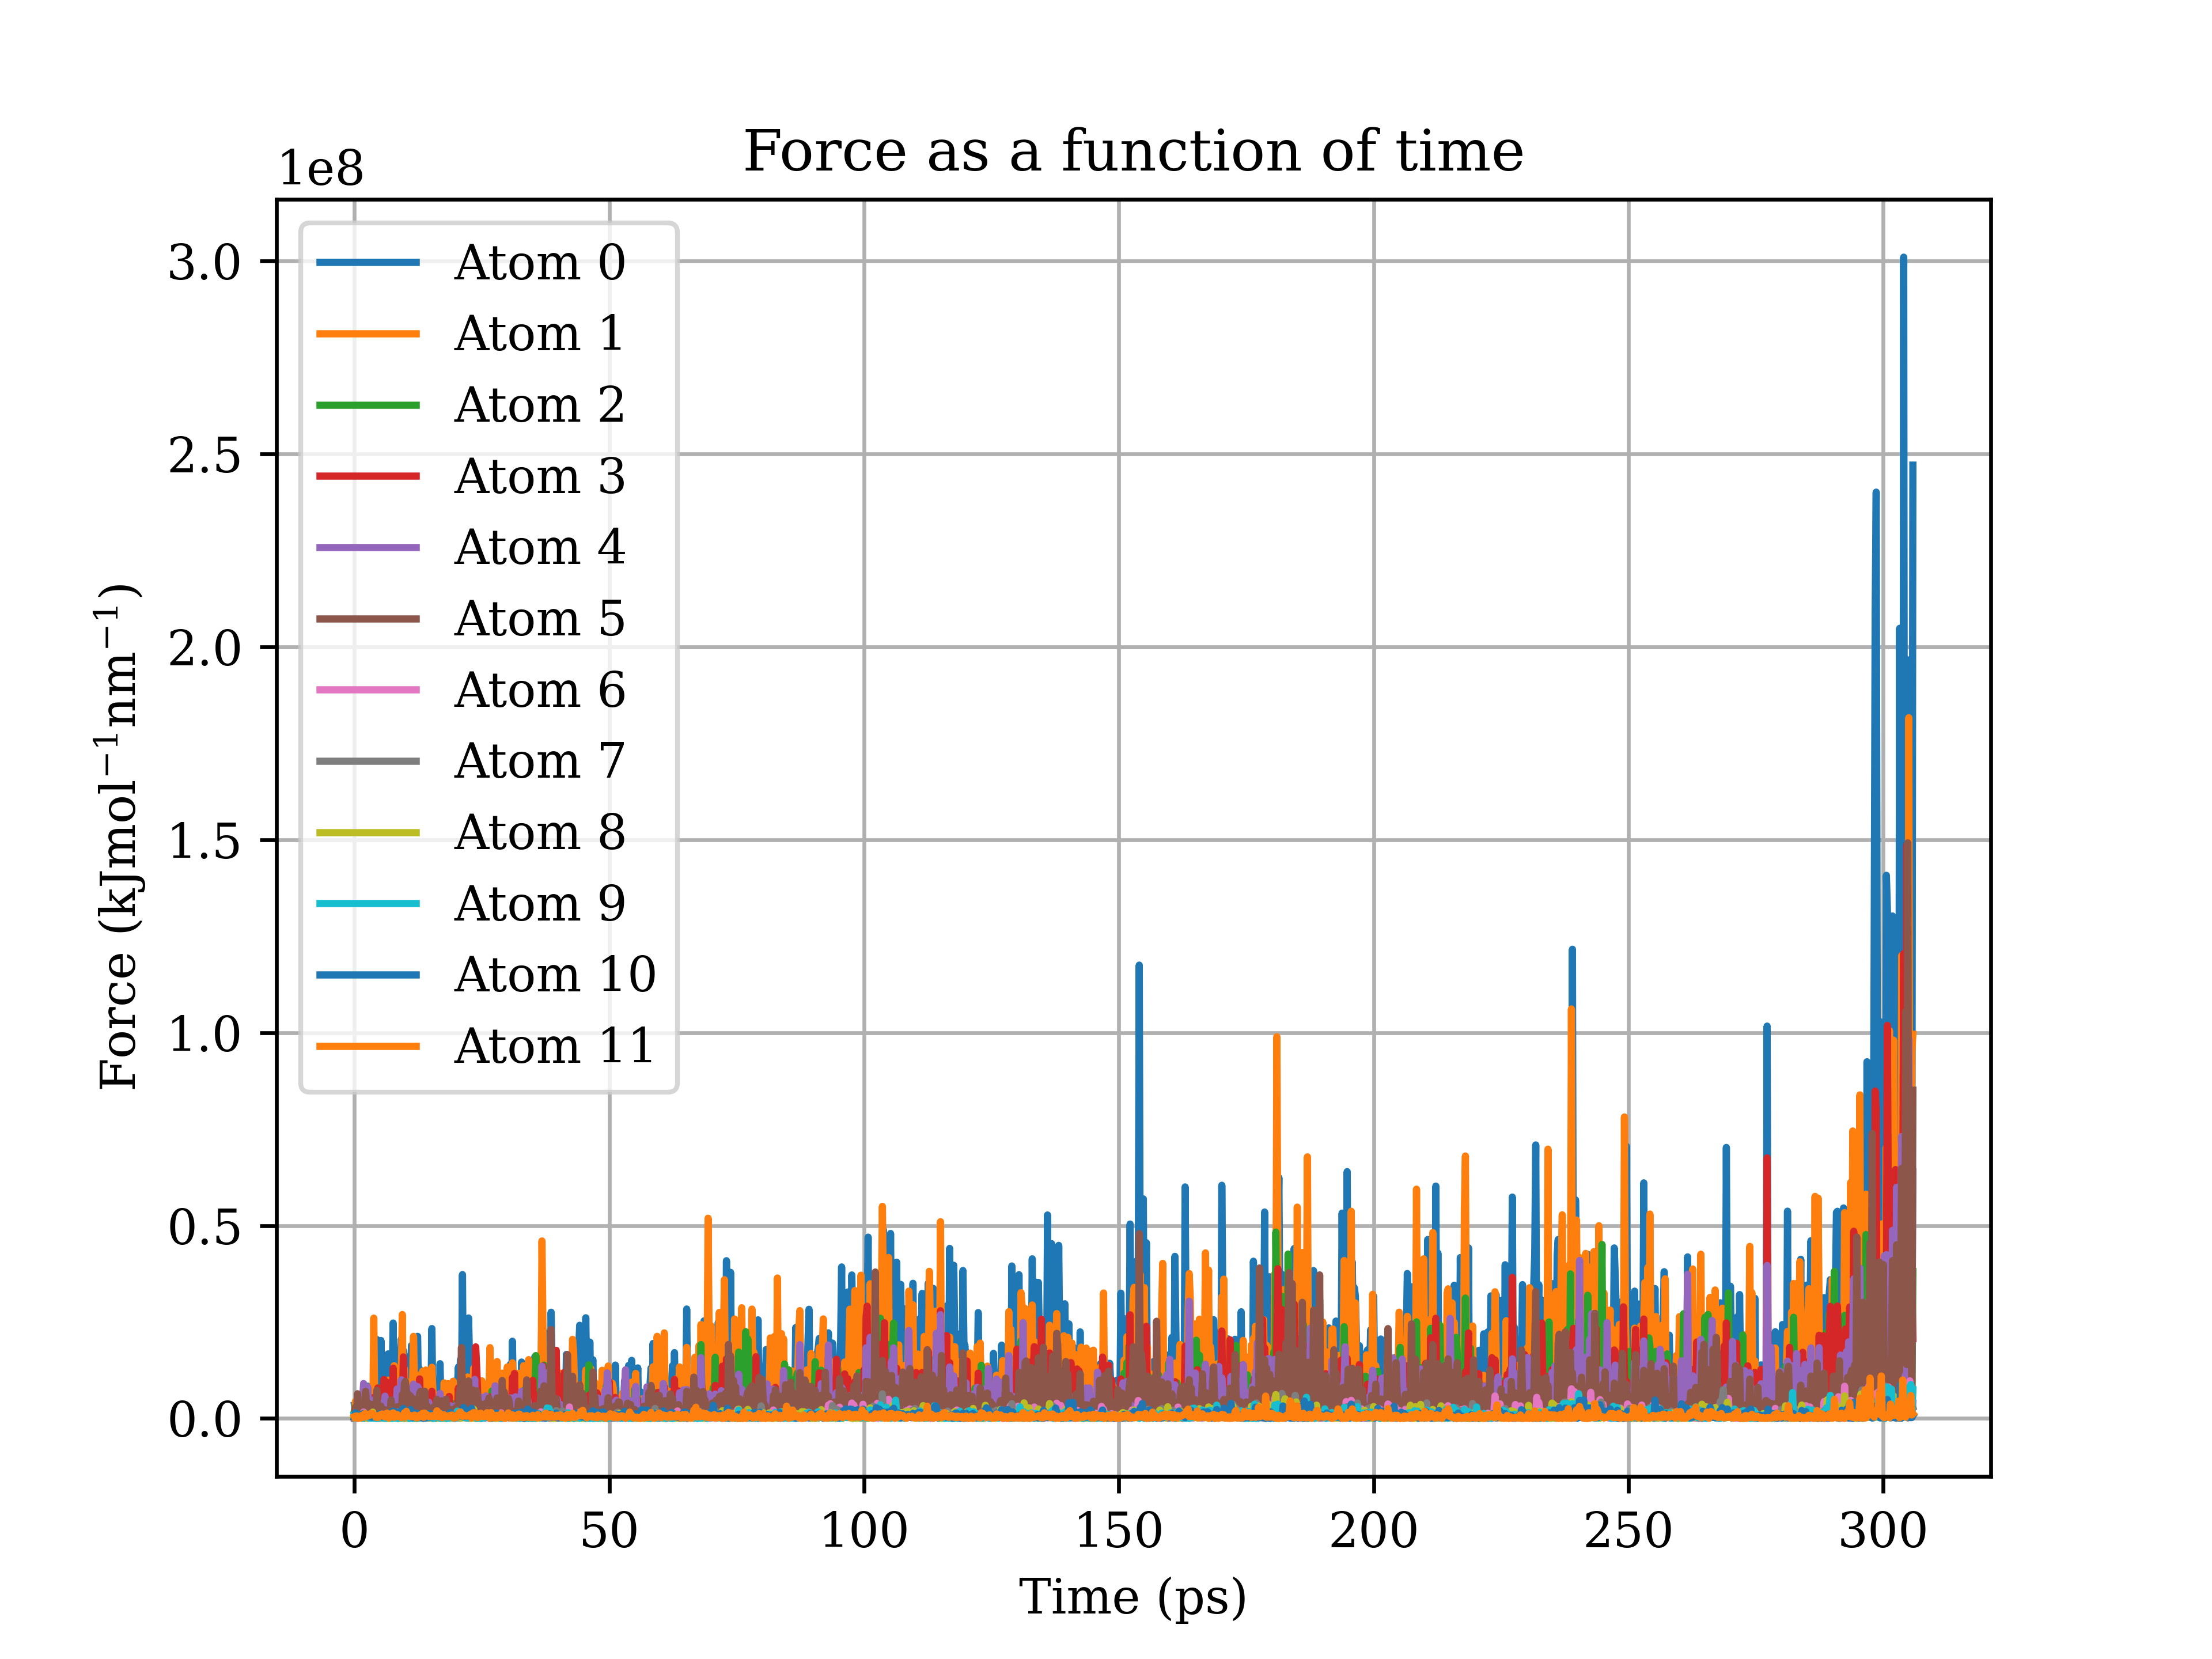 Force as a function of time
1e8
3.0
2.5
2.0
1.5
1.0
0.5
0.0
Force (kJmol⁻¹nm⁻¹)
Atom 0
Atom 1
Atom 2
Atom 3
Atom 4
Atom 5
Atom 6
Atom 7
Atom 8
Atom 9
Atom 10
Atom 11
0 50 100 150 200 250 300
Time (ps)